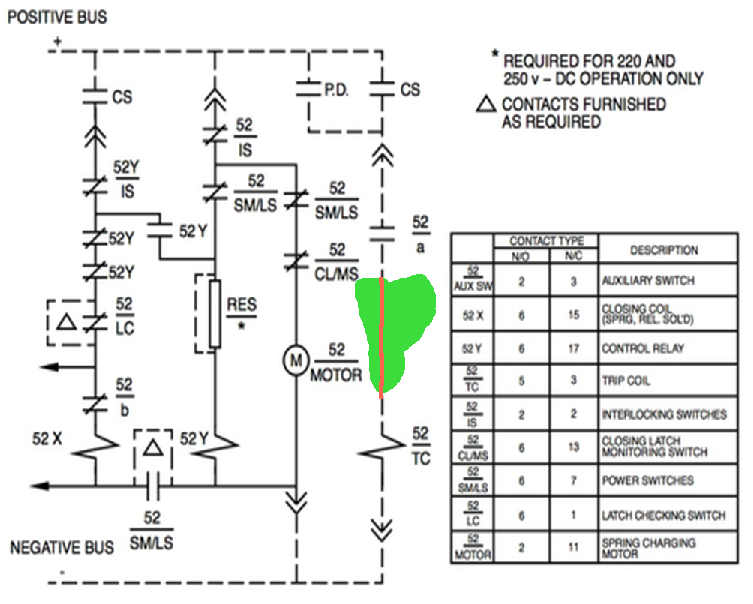 POSITIVE BUS
+
CS
P.D.
CS
* REQUIRED FOR 220 AND
250 v – DC OPERATION ONLY
△ CONTACTS FURNISHED
AS REQUIRED
52
IS
52Y
IS
52
SM/LS
52
SM/LS
52Y
52 Y
52
a
52Y
52
CL/MS
RES
*
△
52
LC
M
52
MOTOR
52
b
52 X
△
52 Y
52
TC
52
SM/LS
NEGATIVE BUS
-
CONTACT TYPE
N/O N/C DESCRIPTION
52
AUX SW 2 3 AUXILIARY SWITCH
52 X 6 15 CLOSING COIL
(SPRG, REL. SOL'D)
52 Y 6 17 CONTROL RELAY
52
TC 5 3 TRIP COIL
52
IS 2 2 INTERLOCKING SWITCHES
52
CL/MS 6 13 CLOSING LATCH
MONITORING SWITCH
52
SM/LS 6 7 POWER SWITCHES
52
LC 6 1 LATCH CHECKING SWITCH
52
MOTOR 2 11 SPRING CHARGING
MOTOR